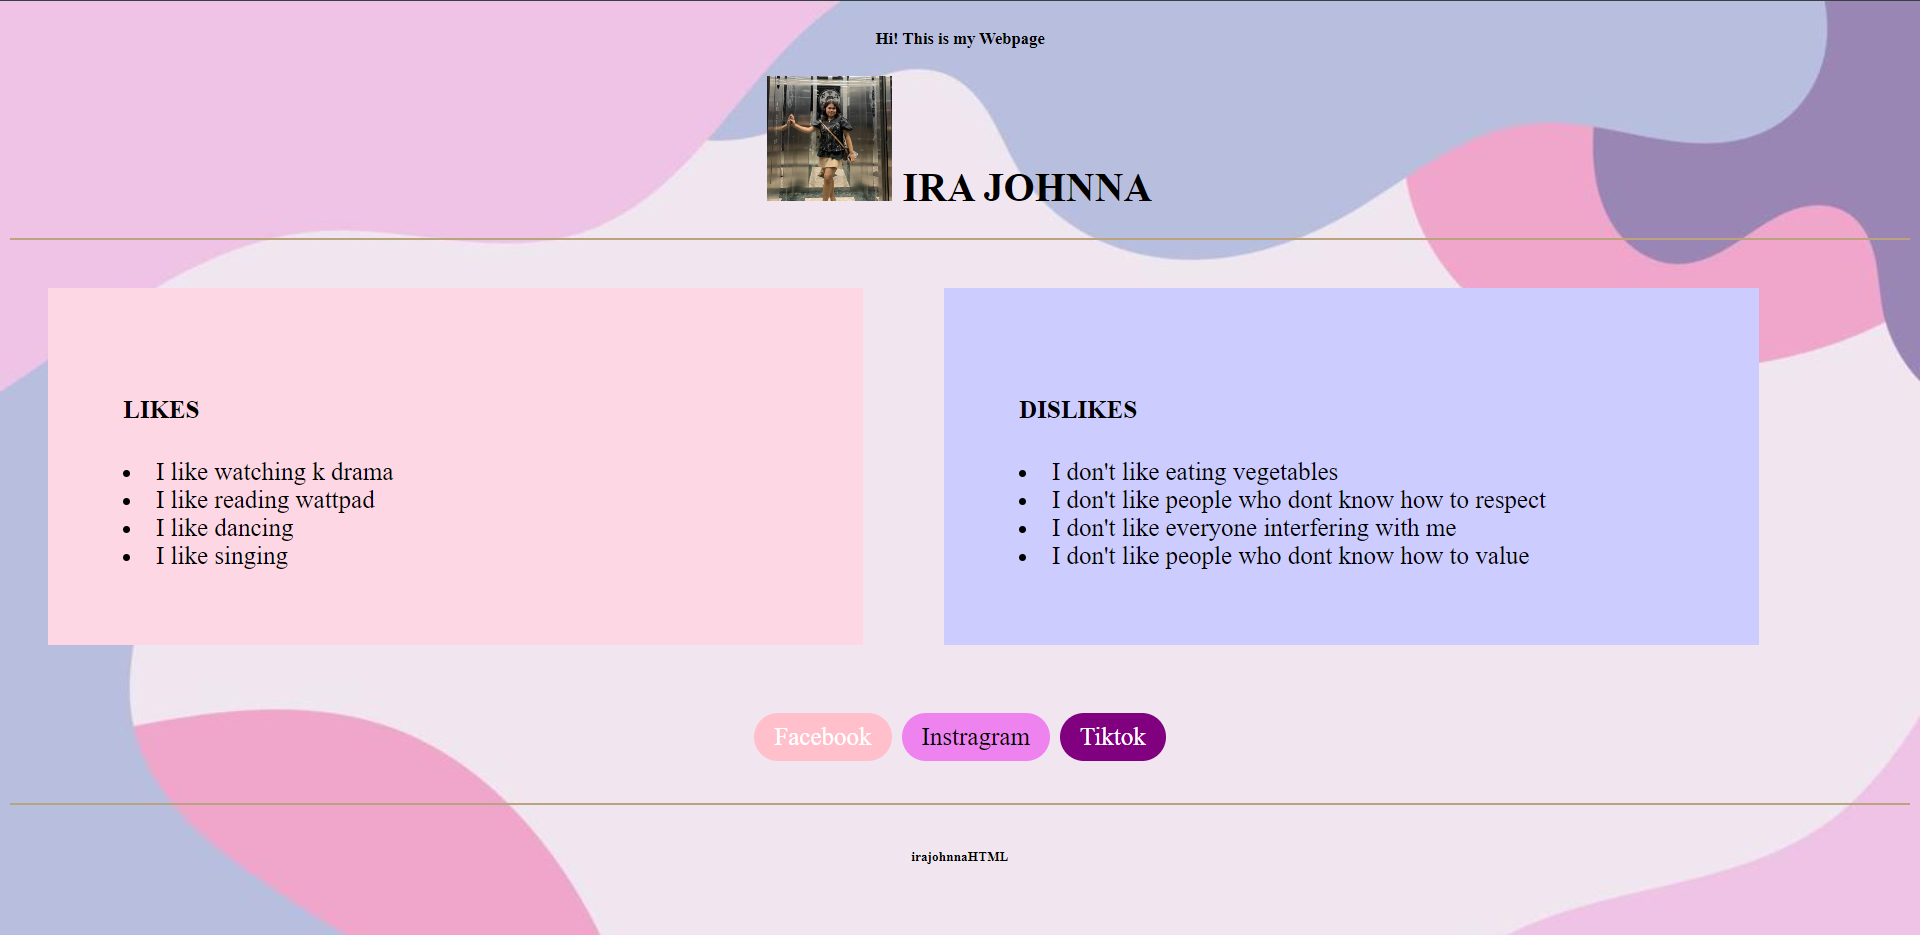 Hi! This is my Webpage
IRA JOHNNA
LIKES
I like watching k drama
I like reading wattpad
I like dancing
I like singing
DISLIKES
I don't like eating vegetables
I don't like people who dont know how to respect
I don't like everyone interfering with me
I don't like people who dont know how to value
Facebook Instragram Tiktok
irajohnnaHTML